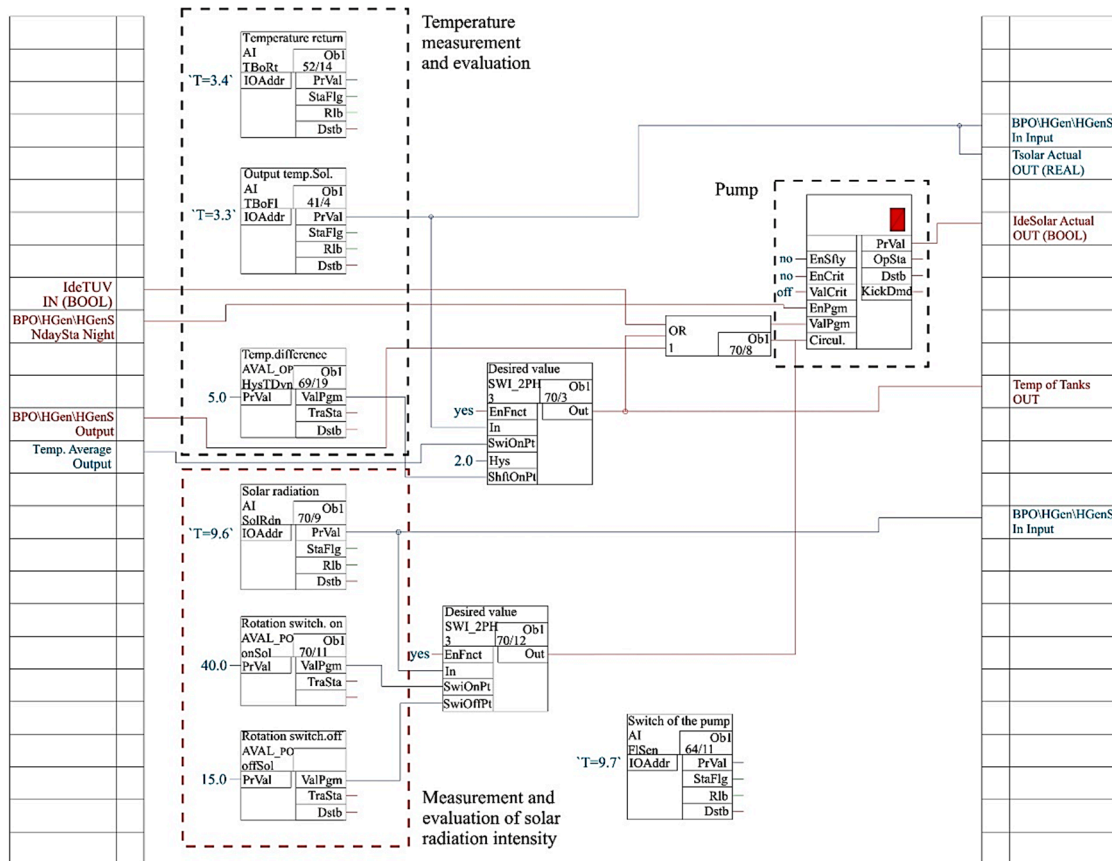 Temperature
measurement
and evaluation
Temperature return
AI Ob1
TBoRt 52/14
`T=3.4` IOAddr PrVal
StaFlg
Rlb
Dstb
Output temp.Sol.
AI Ob1
TBoFl 41/4
`T=3.3` IOAddr PrVal
StaFlg
Rlb
Dstb
BPO\HGen\HGenS
In Input
Tsolar Actual
OUT (REAL)
Pump
PrVal
no EnSfty OpSta
no EnCrit Dstb
off ValCrit KickDmd
EnPgm
ValPgm
Circul.
IdeSolar Actual
OUT (BOOL)
IdeTUV
IN (BOOL)
BPO\HGen\HGenS
NdaySta Night
OR
1 Ob1
70/8
Temp.difference
AVAL_OP Ob1
HysTDvn 69/19
5.0 PrVal ValPgm
TraSta
Dstb
Desired value
SWI_2PH Ob1
3 70/3
yes EnFnct Out
In
SwiOnPt
2.0 Hys
ShftOnPt
Temp of Tanks
OUT
BPO\HGen\HGenS
Output
Temp. Average
Output
Solar radiation
AI Ob1
SolRdn 70/9
`T=9.6` IOAddr PrVal
StaFlg
Rlb
Dstb
BPO\HGen\HGenS
In Input
Rotation switch. on
AVAL_PO Ob1
onSol 70/11
40.0 PrVal ValPgm
TraSta
Desired value
SWI_2PH Ob1
3 70/12
yes EnFnct Out
In
SwiOnPt
SwiOffPt
Rotation switch.off
AVAL_PO
offSol
15.0 PrVal ValPgm
TraSta
Dstb
Switch of the pump
AI Ob1
FlSen 64/11
`T=9.7` IOAddr PrVal
StaFlg
Rlb
Dstb
Measurement and
evaluation of solar
radiation intensity